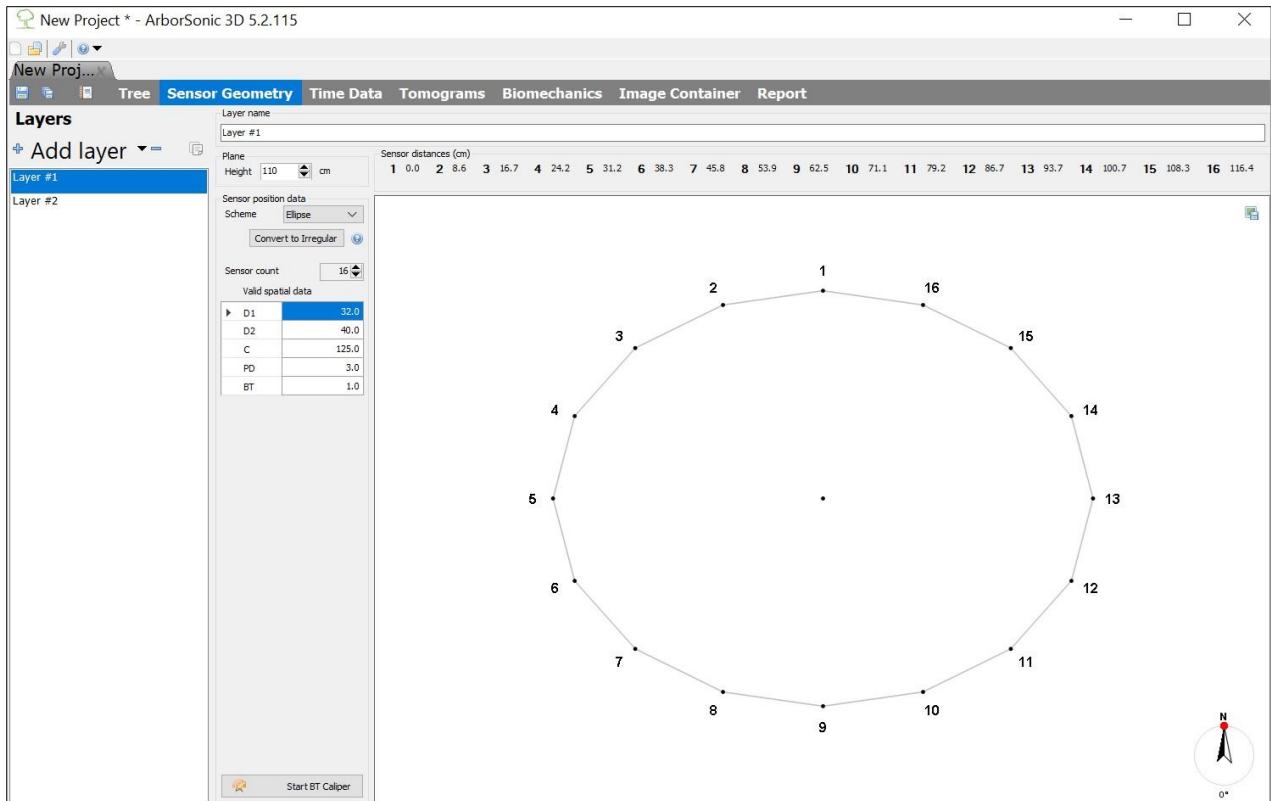 New Project * - ArborSonic 3D 5.2.115
New Proj...
Tree Sensor Geometry Time Data Tomograms Biomechanics Image Container Report
Layers
Add layer
Layer #1
Layer #2
Layer name
Layer #1
Plane
Height 110 cm
Sensor distances (cm)
1 0.0 2 8.6 3 16.7 4 24.2 5 31.2 6 38.3 7 45.8 8 53.9 9 62.5 10 71.1 11 79.2 12 86.7 13 93.7 14 100.7 15 108.3 16 116.4
Sensor position data
Scheme Ellipse
Convert to Irregular
Sensor count 16
Valid spatial data
D1 32.0
D2 40.0
C 125.0
PD 3.0
BT 1.0
Start BT Caliper
1
2
16
3
15
4
14
5
13
6
12
7
11
8
10
9
N
0°